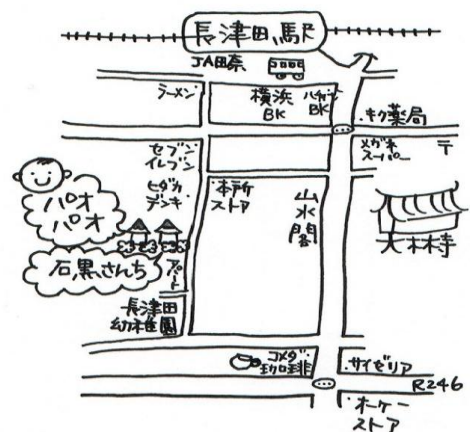 長津田駅
JA田奈
ラーメン
横浜
BK
ハマギン
BK
キク薬局
セブン
イレブン
メガネ
スーパー
〒
ヒダカ
デンキ
本所
ストア
山水閣
大林寺
パオ
パオ
石黒さんち
アパート
長津田
幼稚園
コメダ
珈琲
サイゼリア
R246
オーケー
ストア